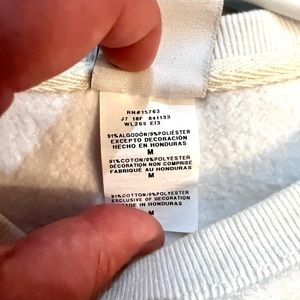 RN#15763
J7 18F 841133
WL265 E13
91%ALGODÓN/9%POLIÉSTER
EXCEPTO DECORACIÓN
HECHO EN HONDURAS
M
91%COTON/9%POLYESTER
DECORATION NON COMPRISE
FABRIQUÉ AU HONDURAS
M
91%COTTON/9%POLYESTER
EXCLUSIVE OF DECORATION
MADE IN HONDURAS
M